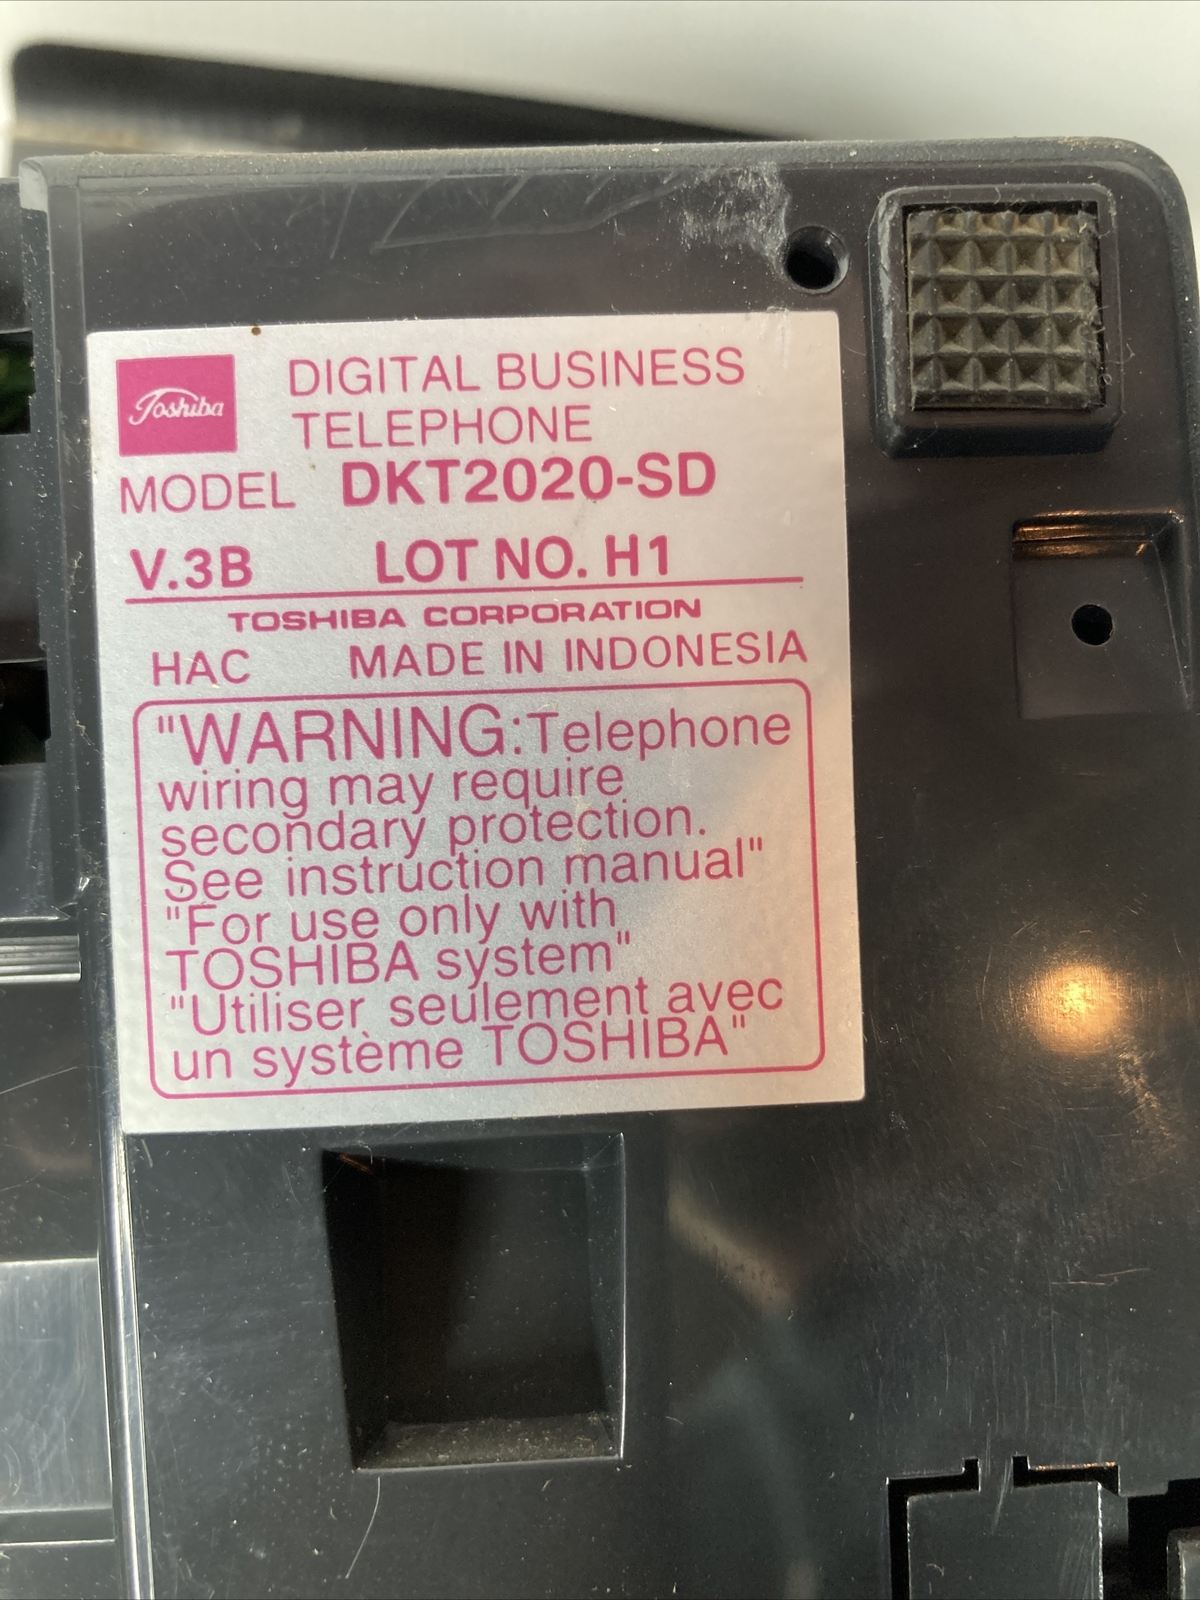 Toshiba
DIGITAL BUSINESS
TELEPHONE
MODEL DKT2020-SD
V.3B LOT NO. H1
TOSHIBA CORPORATION
HAC MADE IN INDONESIA
"WARNING:Telephone
wiring may require
secondary protection.
See instruction manual"
"For use only with
TOSHIBA system"
"Utiliser seulement avec
un système TOSHIBA"